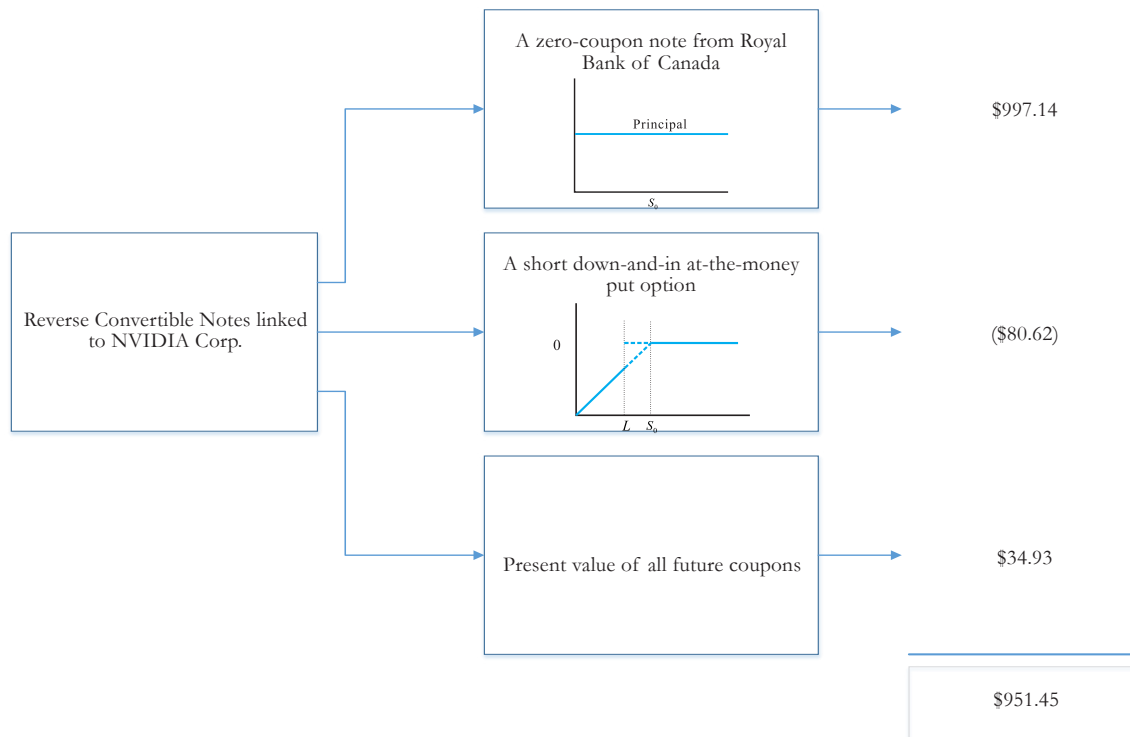 A zero-coupon note from Royal
Bank of Canada
Principal
S₀
$997.14
Reverse Convertible Notes linked
to NVIDIA Corp.
A short down-and-in at-the-money
put option
0
L S₀
($80.62)
Present value of all future coupons
$34.93
$951.45